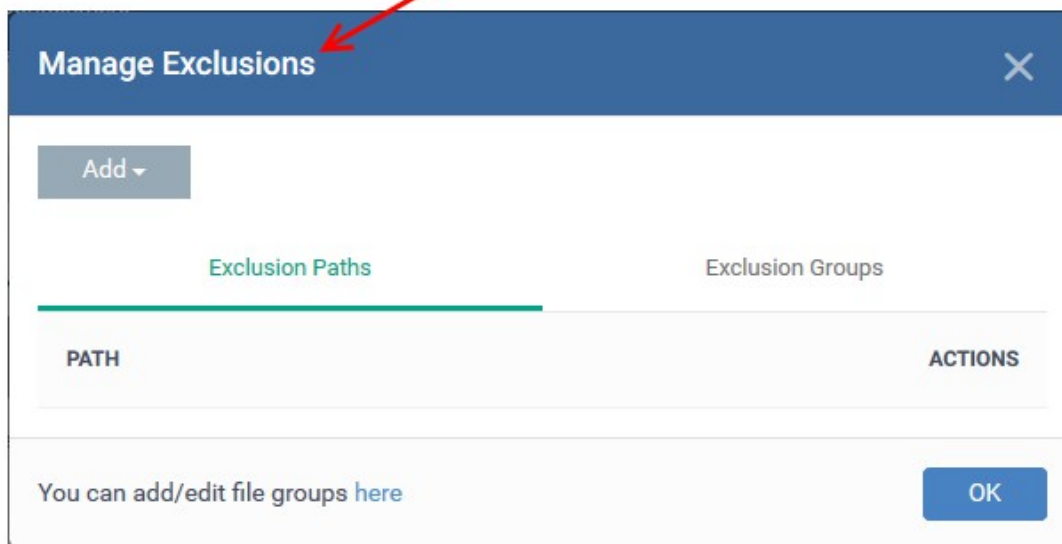 Manage Exclusions
Add
Exclusion Paths Exclusion Groups
PATH ACTIONS
You can add/edit file groups here OK